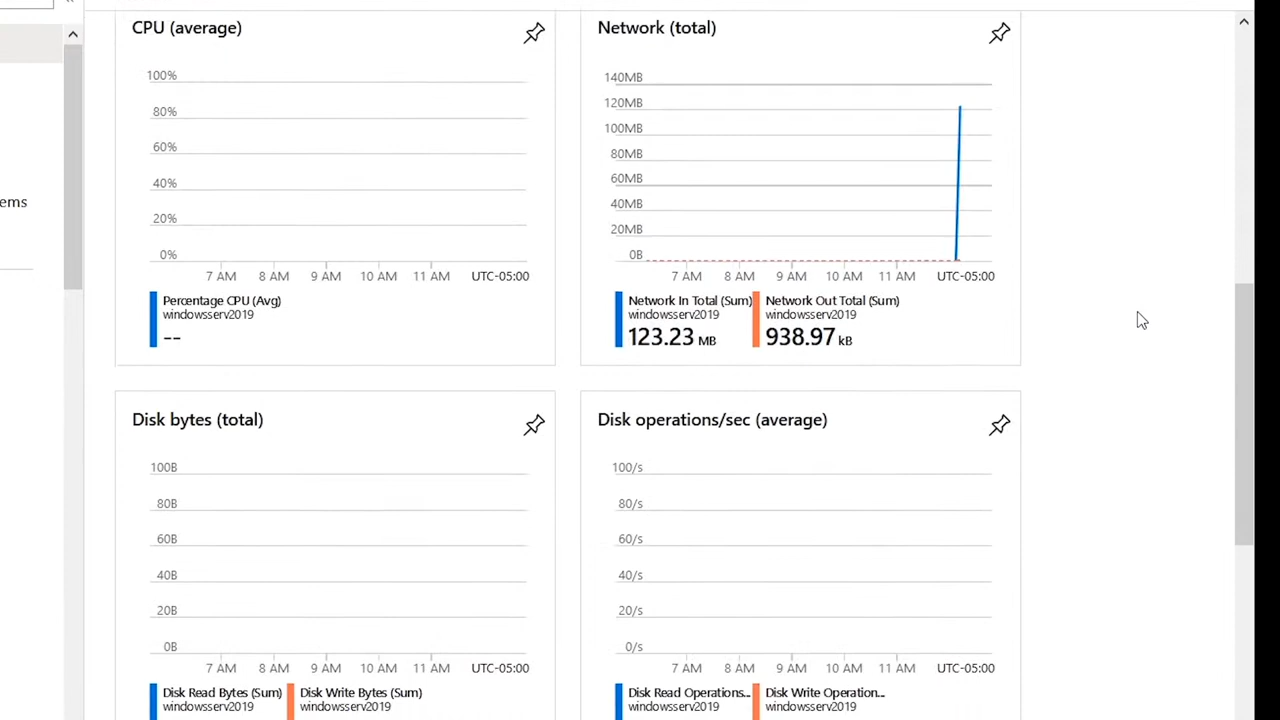 ems
CPU (average)
100%
80%
60%
40%
20%
0%
7 AM 8 AM 9 AM 10 AM 11 AM UTC-05:00
Percentage CPU (Avg)
windowsserv2019
--
Network (total)
140MB
120MB
100MB
80MB
60MB
40MB
20MB
0B
7 AM 8 AM 9 AM 10 AM 11 AM UTC-05:00
Network In Total (Sum) Network Out Total (Sum)
windowsserv2019 windowsserv2019
123.23 MB 938.97 kB
Disk bytes (total)
100B
80B
60B
40B
20B
0B
7 AM 8 AM 9 AM 10 AM 11 AM UTC-05:00
Disk Read Bytes (Sum) Disk Write Bytes (Sum)
windowsserv2019 windowsserv2019
Disk operations/sec (average)
100/s
80/s
60/s
40/s
20/s
0/s
7 AM 8 AM 9 AM 10 AM 11 AM UTC-05:00
Disk Read Operations... Disk Write Operation...
windowsserv2019 windowsserv2019